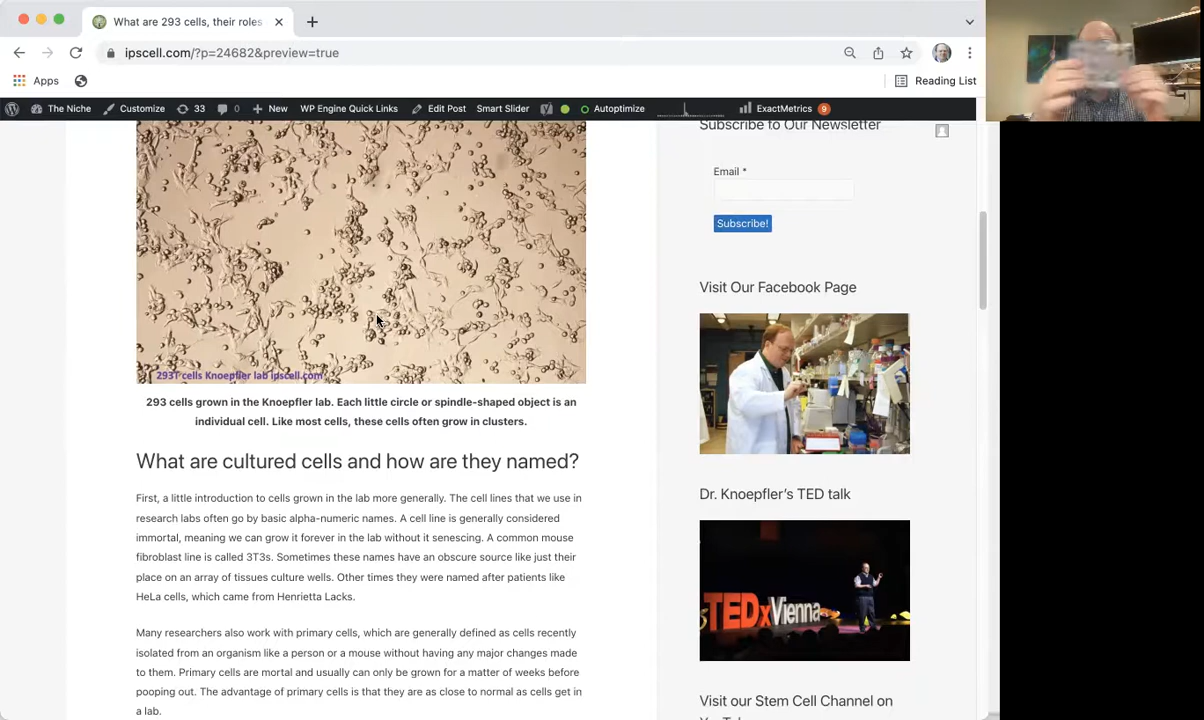 What are 293 cells, their roles
ipscell.com/?p=24682&preview=true
Apps
Reading List
The Niche
Customize
33
0
New
WP Engine Quick Links
Edit Post
Smart Slider
Autoptimize
ExactMetrics
9
293T cells Knoepfler lab ipscell.com
293 cells grown in the Knoepfler lab. Each little circle or spindle-shaped object is an
individual cell. Like most cells, these cells often grow in clusters.
What are cultured cells and how are they named?
First, a little introduction to cells grown in the lab more generally. The cell lines that we use in
research labs often go by basic alpha-numeric names. A cell line is generally considered
immortal, meaning we can grow it forever in the lab without it senescing. A common mouse
fibroblast line is called 3T3s. Sometimes these names have an obscure source like just their
place on an array of tissues culture wells. Other times they were named after patients like
HeLa cells, which came from Henrietta Lacks.
Many researchers also work with primary cells, which are generally defined as cells recently
isolated from an organism like a person or a mouse without having any major changes made
to them. Primary cells are mortal and usually can only be grown for a matter of weeks before
pooping out. The advantage of primary cells is that they are as close to normal as cells get in
a lab.
Subscribe to Our Newsletter
Email *
Subscribe!
Visit Our Facebook Page
Dr. Knoepfler's TED talk
TEDxVienna
Visit our Stem Cell Channel on
YouTube